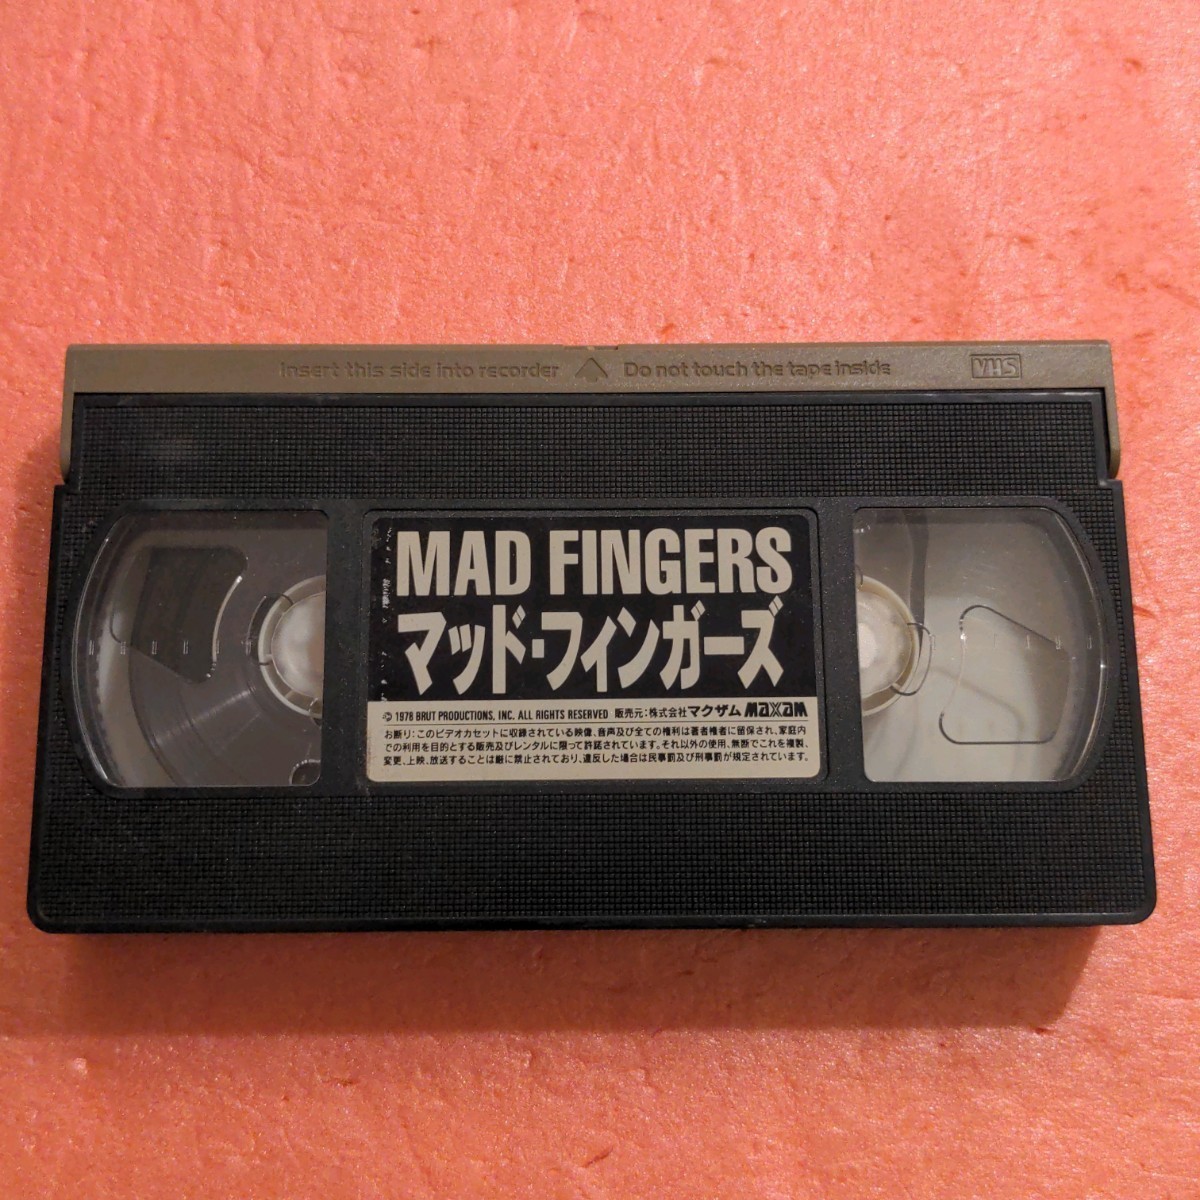 Insert this side into recorder Do not touch the tape inside VHS
MAD FINGERS
マッド・フィンガーズ
© 1978 BRUT PRODUCTIONS, INC. ALL RIGHTS RESERVED 販売元:株式会社マクザム MAXAM
お断り:このビデオカセットに収録されている映像、音声及び全ての権利は著者権者に留保され、家庭内
での利用を目的とする販売及びレンタルに限って許諾されています。それ以外の使用、無断でこれを複製、
変更、上映、放送することは厳に禁止されており、違反した場合は民事罰及び刑事罰が規定されています。